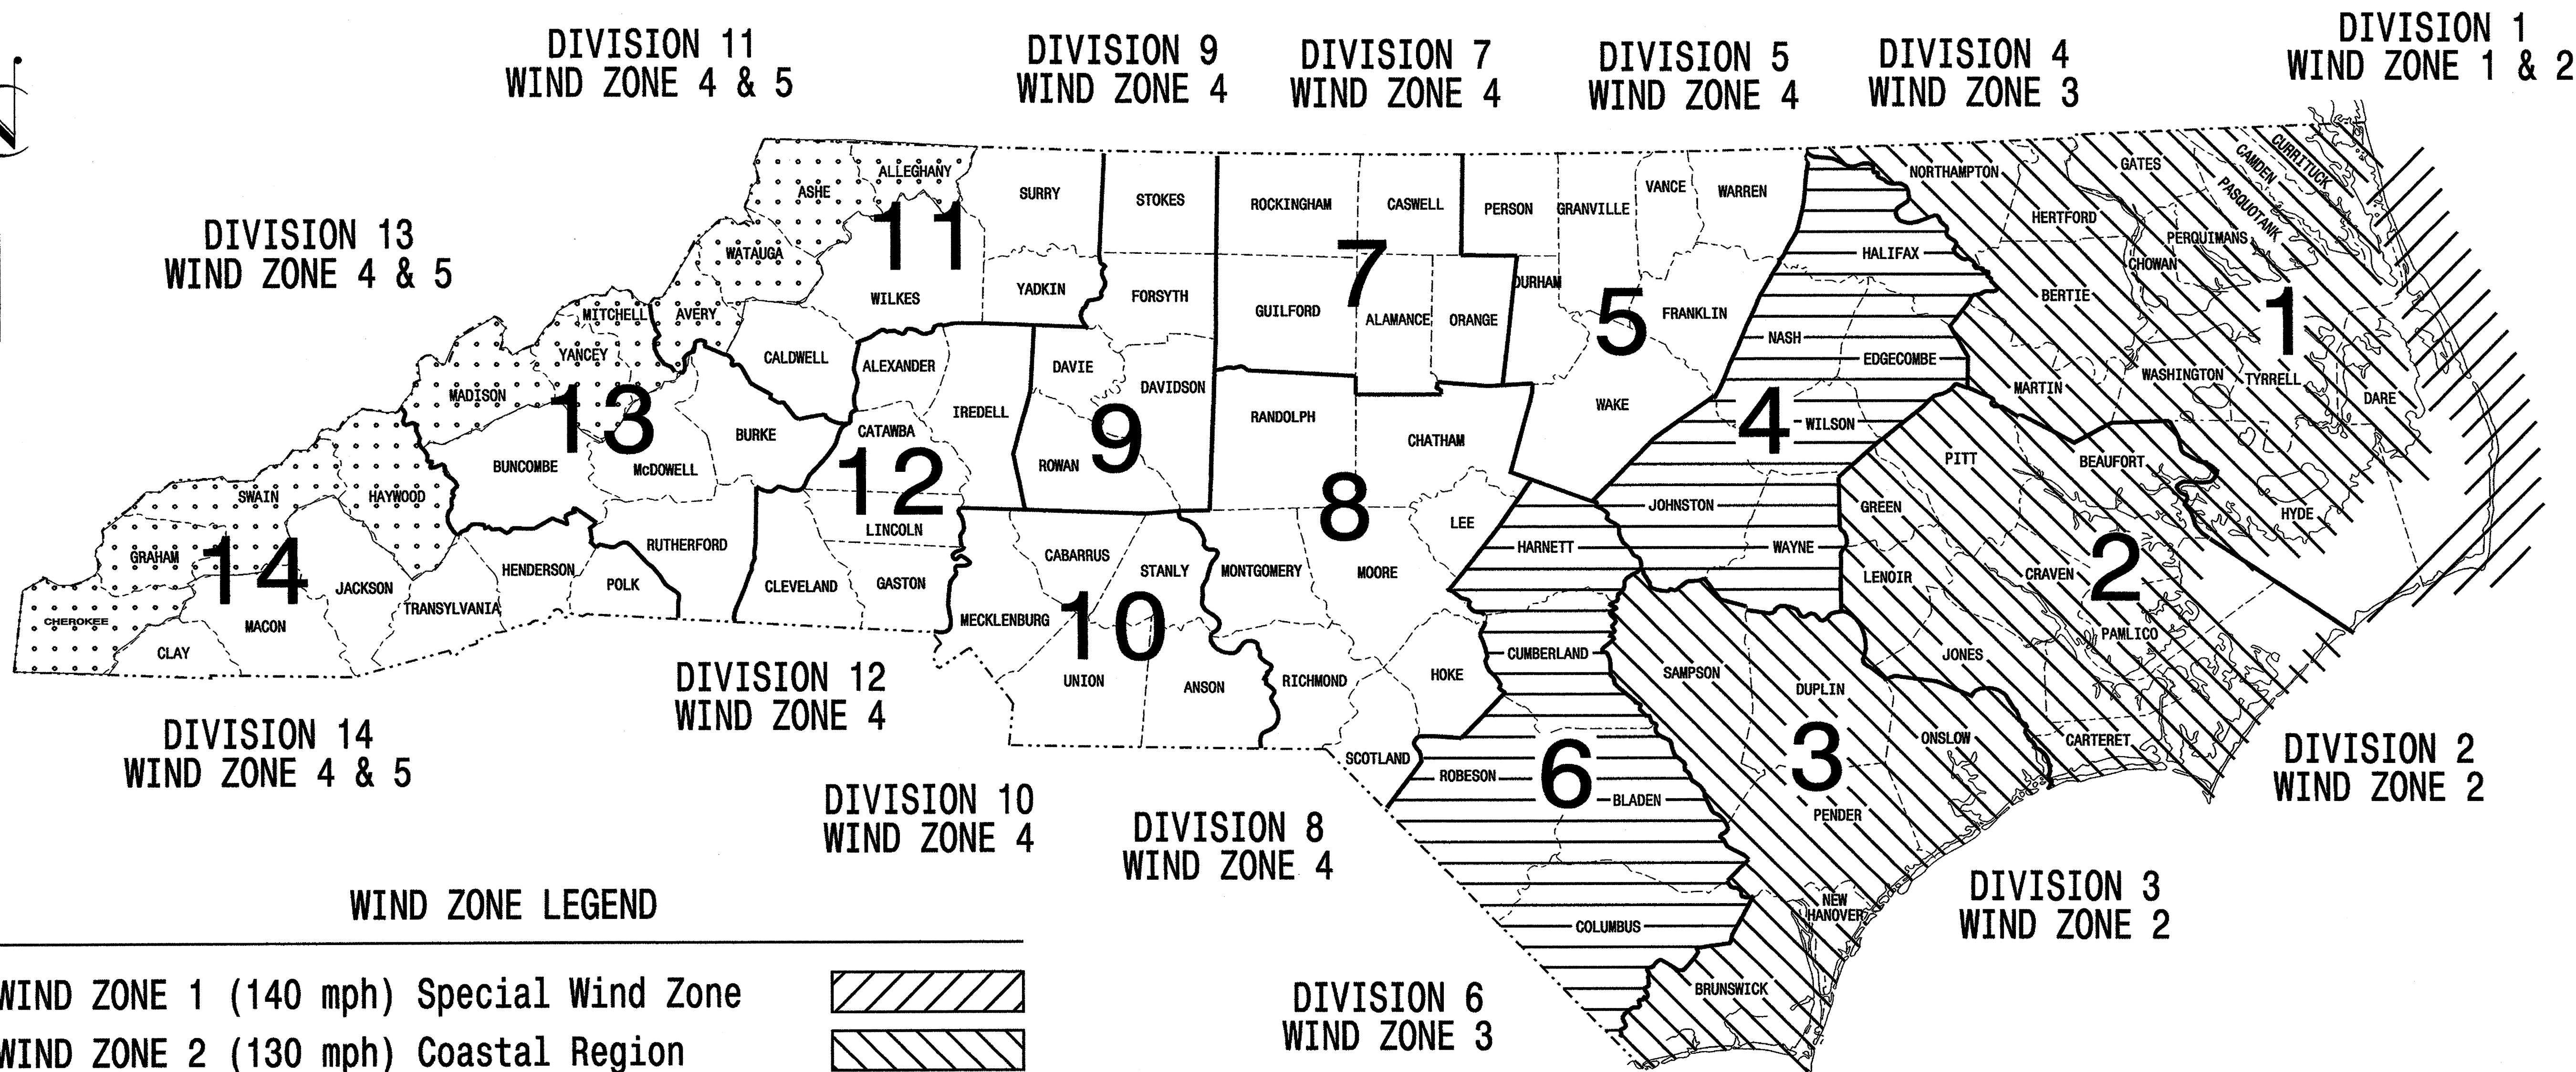 DIVISION 11
WIND ZONE 4 & 5
DIVISION 9
WIND ZONE 4
DIVISION 7
WIND ZONE 4
DIVISION 5
WIND ZONE 4
DIVISION 4
WIND ZONE 3
DIVISION 1
WIND ZONE 1 & 2
N
DIVISION 13
WIND ZONE 4 & 5
ASHE
ALLEGHANY
SURRY
STOKES
ROCKINGHAM
CASWELL
PERSON
GRANVILLE
VANCE
WARREN
NORTHAMPTON
GATES
CAMDEN
CURRITUCK
PASQUOTANK
HERTFORD
PERQUIMANS
CHOWAN
HALIFAX
BERTIE
11
7
5
1
WATAUGA
WILKES
YADKIN
FORSYTH
GUILFORD
ALAMANCE
ORANGE
DURHAM
FRANKLIN
NASH
EDGECOMBE
MARTIN
WASHINGTON
TYRRELL
DARE
MITCHELL
AVERY
YANCEY
CALDWELL
ALEXANDER
DAVIE
DAVIDSON
MADISON
IREDELL
RANDOLPH
WAKE
WILSON
13
9
4
BURKE
CATAWBA
CHATHAM
BUNCOMBE
McDOWELL
ROWAN
PITT
BEAUFORT
12
8
SWAIN
HAYWOOD
LINCOLN
LEE
JOHNSTON
GREEN
HYDE
GRAHAM
14
JACKSON
HENDERSON
RUTHERFORD
POLK
CLEVELAND
GASTON
CABARRUS
STANLY
MONTGOMERY
MOORE
HARNETT
WAYNE
LENOIR
CRAVEN
2
CHEROKEE
MACON
TRANSYLVANIA
MECKLENBURG
10
PAMLICO
CLAY
UNION
ANSON
RICHMOND
HOKE
CUMBERLAND
SAMPSON
DUPLIN
JONES
SCOTLAND
ROBESON
6
BLADEN
3
ONSLOW
CARTERET
PENDER
NEW
HANOVER
COLUMBUS
BRUNSWICK
DIVISION 12
WIND ZONE 4
DIVISION 14
WIND ZONE 4 & 5
DIVISION 2
WIND ZONE 2
DIVISION 10
WIND ZONE 4
DIVISION 8
WIND ZONE 4
DIVISION 3
WIND ZONE 2
DIVISION 6
WIND ZONE 3
WIND ZONE LEGEND
WIND ZONE 1 (140 mph) Special Wind Zone
WIND ZONE 2 (130 mph) Coastal Region